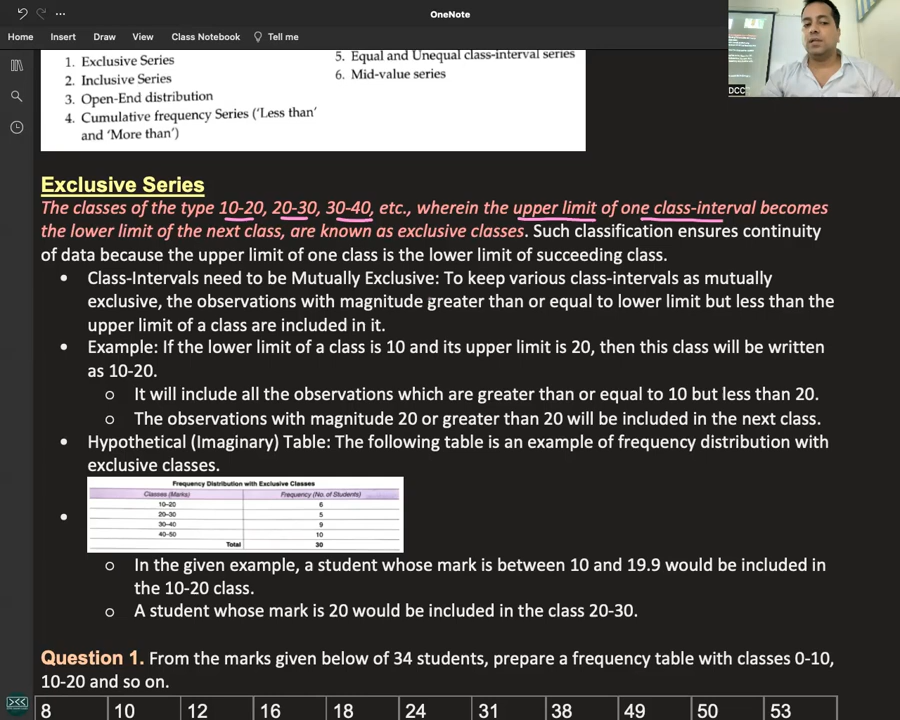 OneNote
Home Insert Draw View Class Notebook Tell me
DCC
1. Exclusive Series
2. Inclusive Series
3. Open-End distribution
4. Cumulative frequency Series ('Less than'
and 'More than')
5. Equal and Unequal class-interval series
6. Mid-value series
Exclusive Series
The classes of the type 10-20, 20-30, 30-40, etc., wherein the upper limit of one class-interval becomes
the lower limit of the next class, are known as exclusive classes. Such classification ensures continuity
of data because the upper limit of one class is the lower limit of succeeding class.
• Class-Intervals need to be Mutually Exclusive: To keep various class-intervals as mutually
exclusive, the observations with magnitude greater than or equal to lower limit but less than the
upper limit of a class are included in it.
• Example: If the lower limit of a class is 10 and its upper limit is 20, then this class will be written
as 10-20.
o It will include all the observations which are greater than or equal to 10 but less than 20.
o The observations with magnitude 20 or greater than 20 will be included in the next class.
• Hypothetical (Imaginary) Table: The following table is an example of frequency distribution with
exclusive classes.
Frequency Distribution with Exclusive Classes
Classes (Marks) Frequency (No. of Students)
10–20 6
20–30 5
30–40 9
40–50 10
Total 30
o In the given example, a student whose mark is between 10 and 19.9 would be included in
the 10-20 class.
o A student whose mark is 20 would be included in the class 20-30.
Question 1. From the marks given below of 34 students, prepare a frequency table with classes 0-10,
10-20 and so on.
8 10 12 16 18 24 31 38 49 50 53